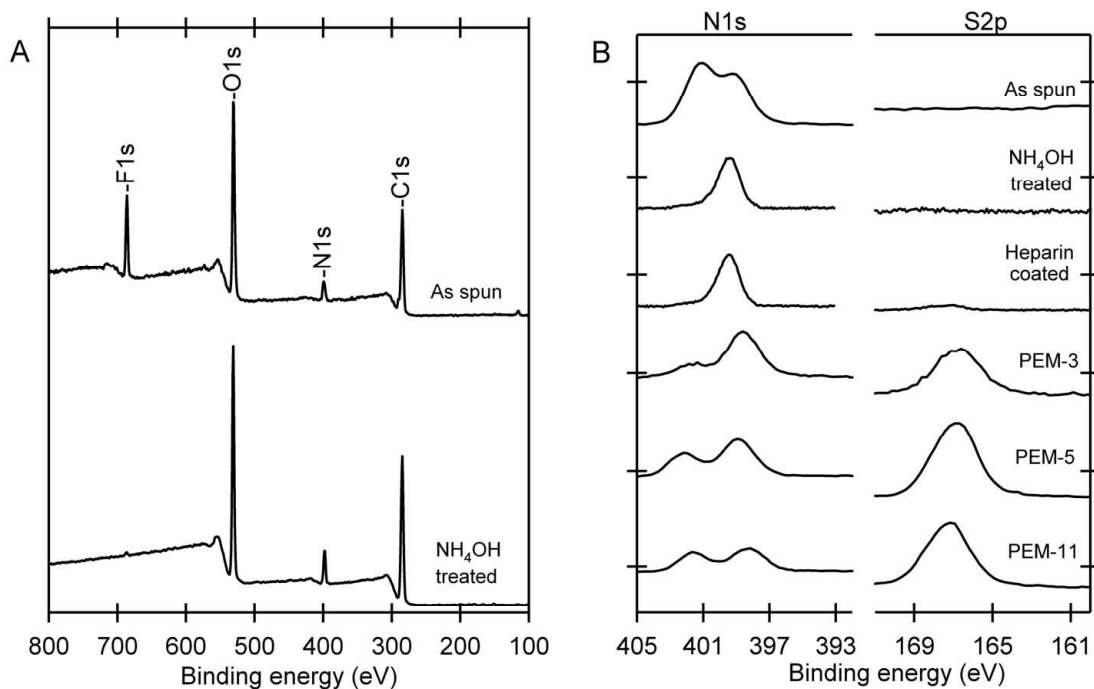 A
F1s
O1s
N1s
C1s
As spun
NH₄OH
treated
800 700 600 500 400 300 200 100
Binding energy (eV)
B
N1s S2p
As spun
NH₄OH
treated
Heparin
coated
PEM-3
PEM-5
PEM-11
405 401 397 393 169 165 161
Binding energy (eV)